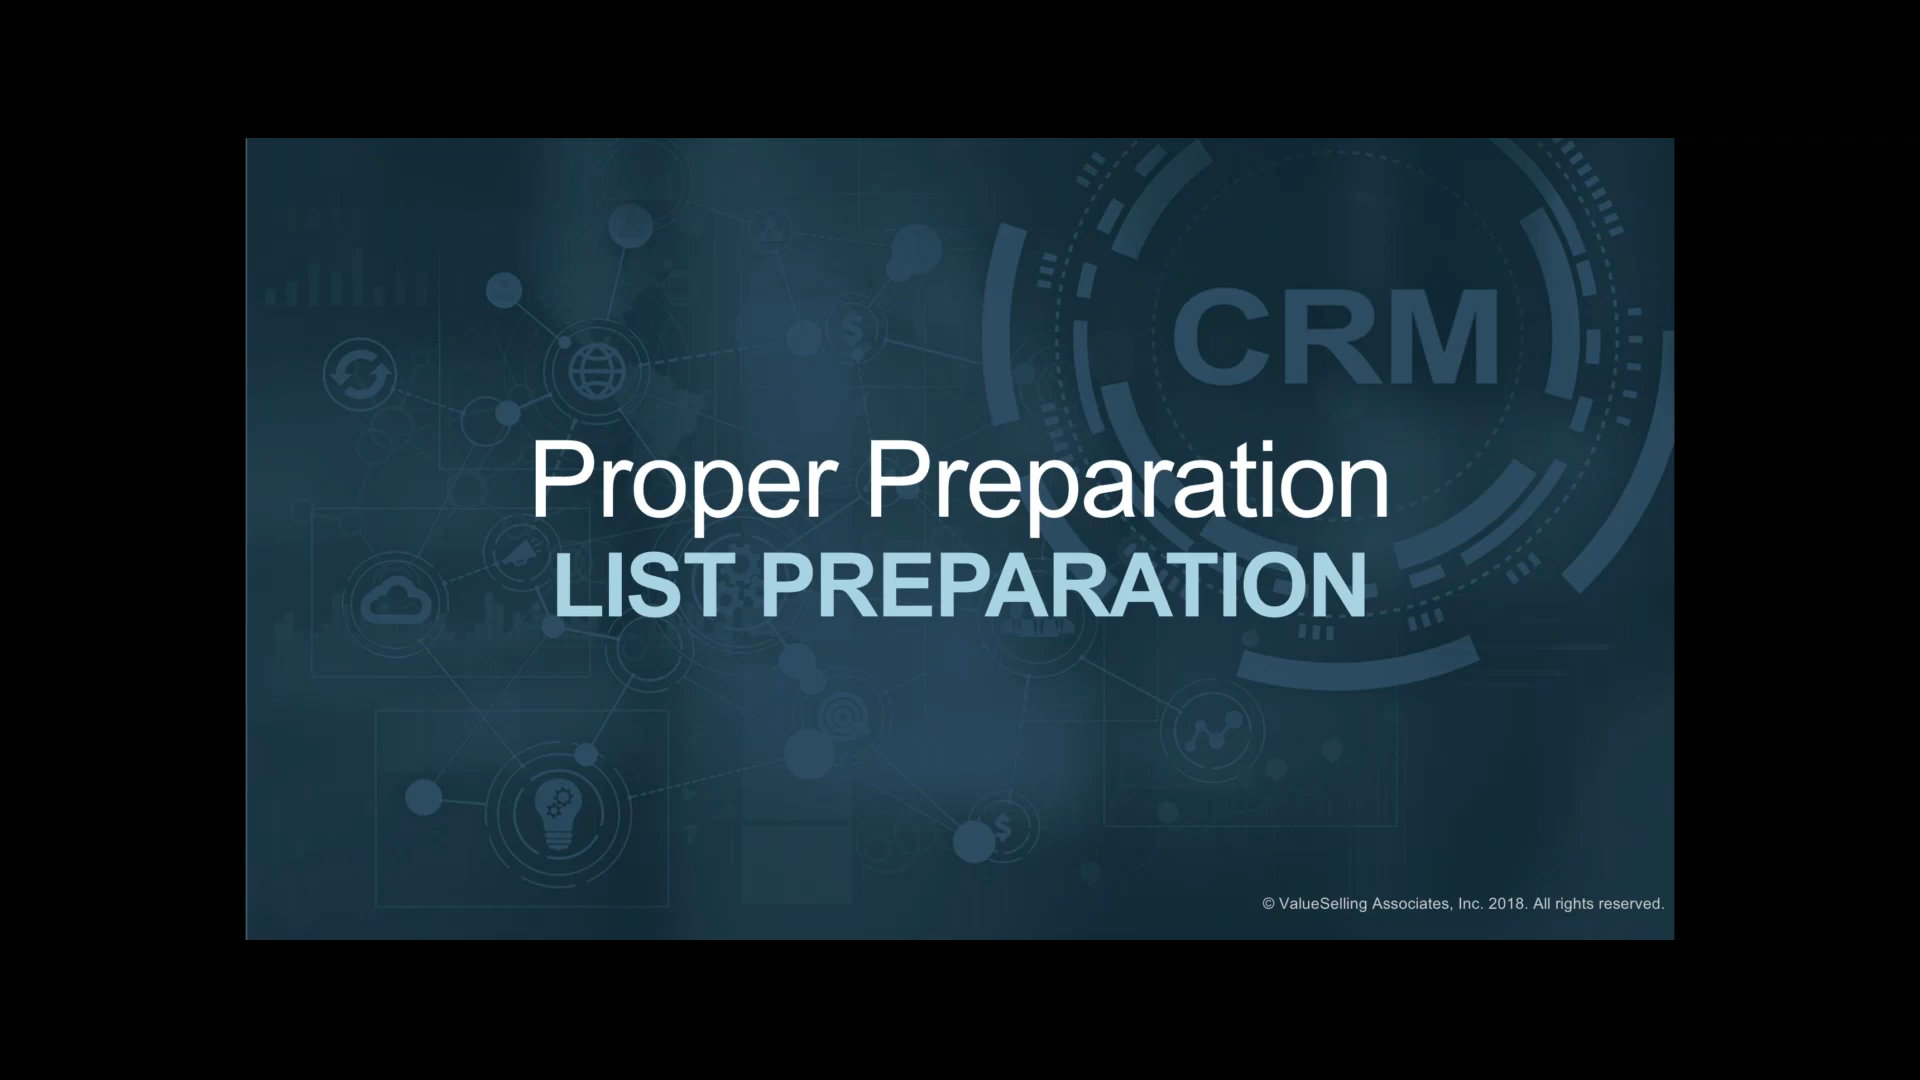 CRM
Proper Preparation
LIST PREPARATION
© ValueSelling Associates, Inc. 2018. All rights reserved.